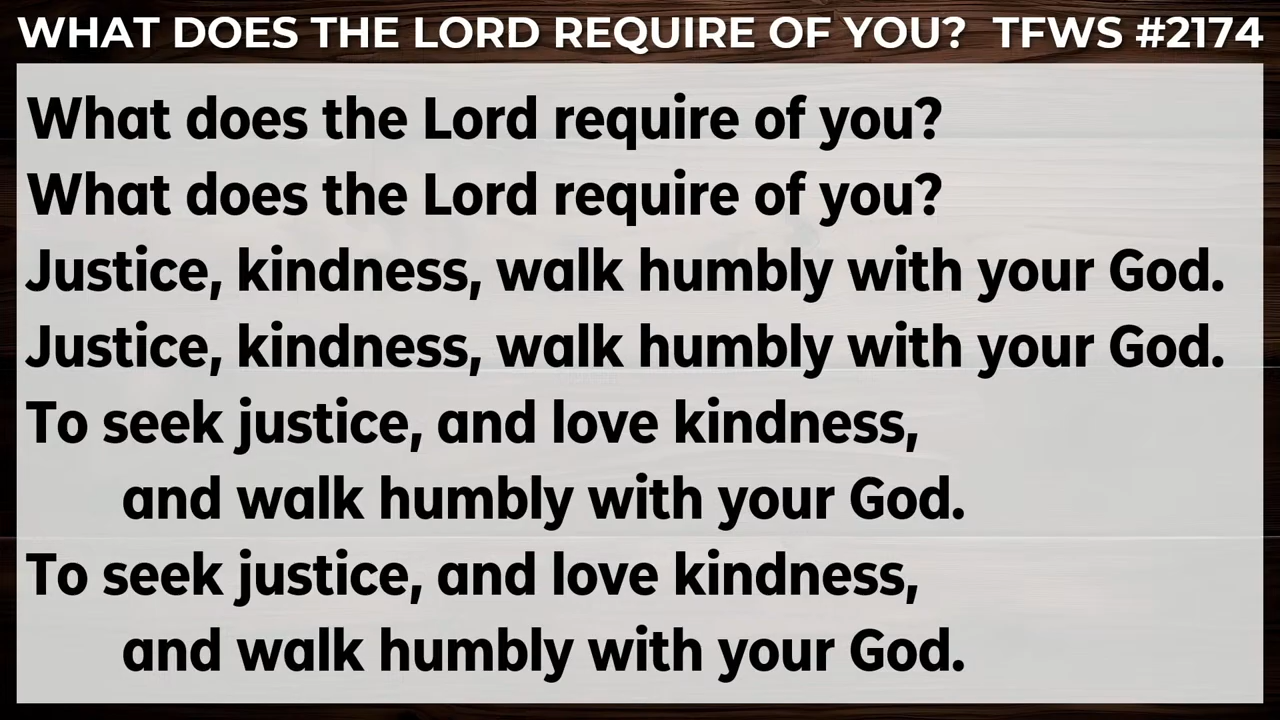 WHAT DOES THE LORD REQUIRE OF YOU? TFWS #2174
What does the Lord require of you?
What does the Lord require of you?
Justice, kindness, walk humbly with your God.
Justice, kindness, walk humbly with your God.
To seek justice, and love kindness,
and walk humbly with your God.
To seek justice, and love kindness,
and walk humbly with your God.